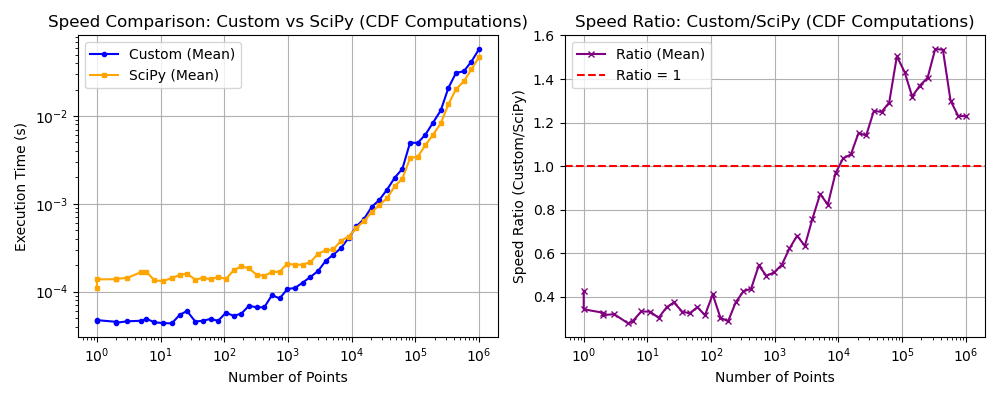 Speed Comparison: Custom vs SciPy (CDF Computations)
Custom (Mean)
SciPy (Mean)
Execution Time (s)
10⁻²
10⁻³
10⁻⁴
10⁰ 10¹ 10² 10³ 10⁴ 10⁵ 10⁶
Number of Points
Speed Ratio: Custom/SciPy (CDF Computations)
Ratio (Mean)
Ratio = 1
Speed Ratio (Custom/SciPy)
1.6
1.4
1.2
1.0
0.8
0.6
0.4
10⁰ 10¹ 10² 10³ 10⁴ 10⁵ 10⁶
Number of Points